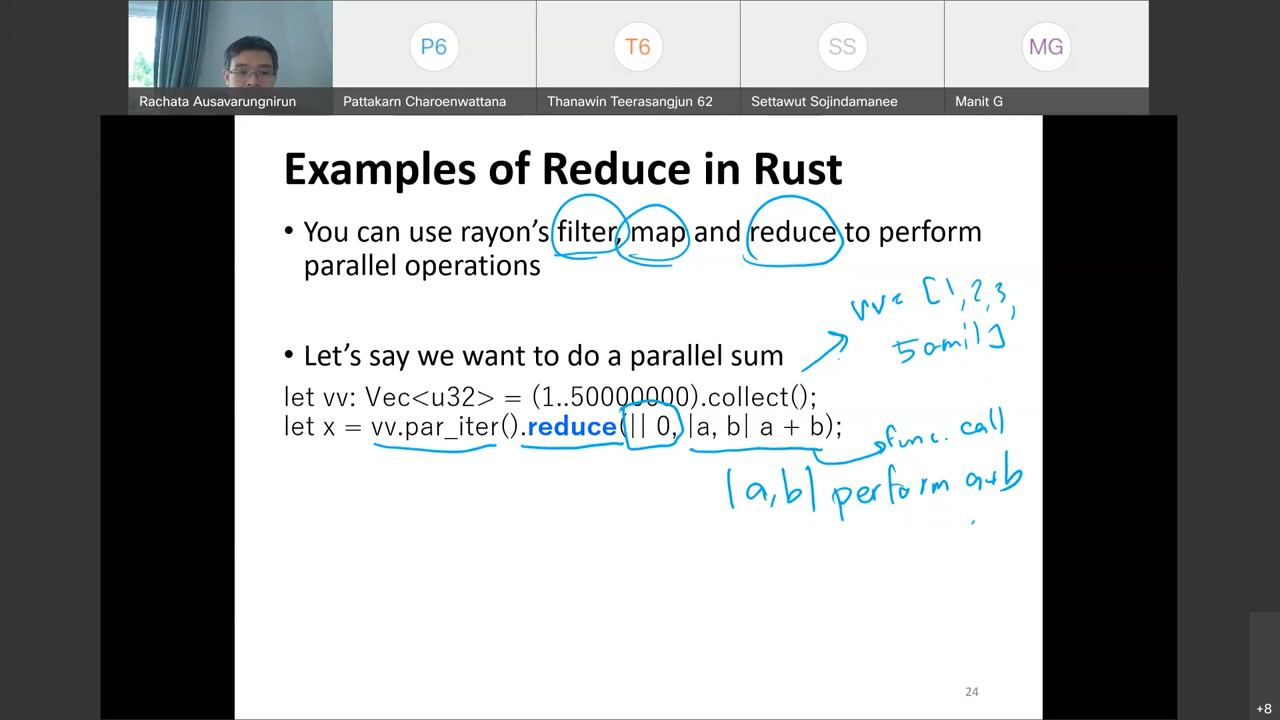 P6
T6
SS
MG
Rachata Ausavarungnirun
Pattakarn Charoenwattana
Thanawin Teerasangjun 62
Settawut Sojindamanee
Manit G
Examples of Reduce in Rust
• You can use rayon's filter, map and reduce to perform
parallel operations
vv = [1,2,3,
50mil]
• Let's say we want to do a parallel sum
let vv: Vec<u32> = (1..50000000).collect();
let x = vv.par_iter().reduce(|| 0, |a, b| a + b);
func. call
|a,b| perform a+b
24
+8